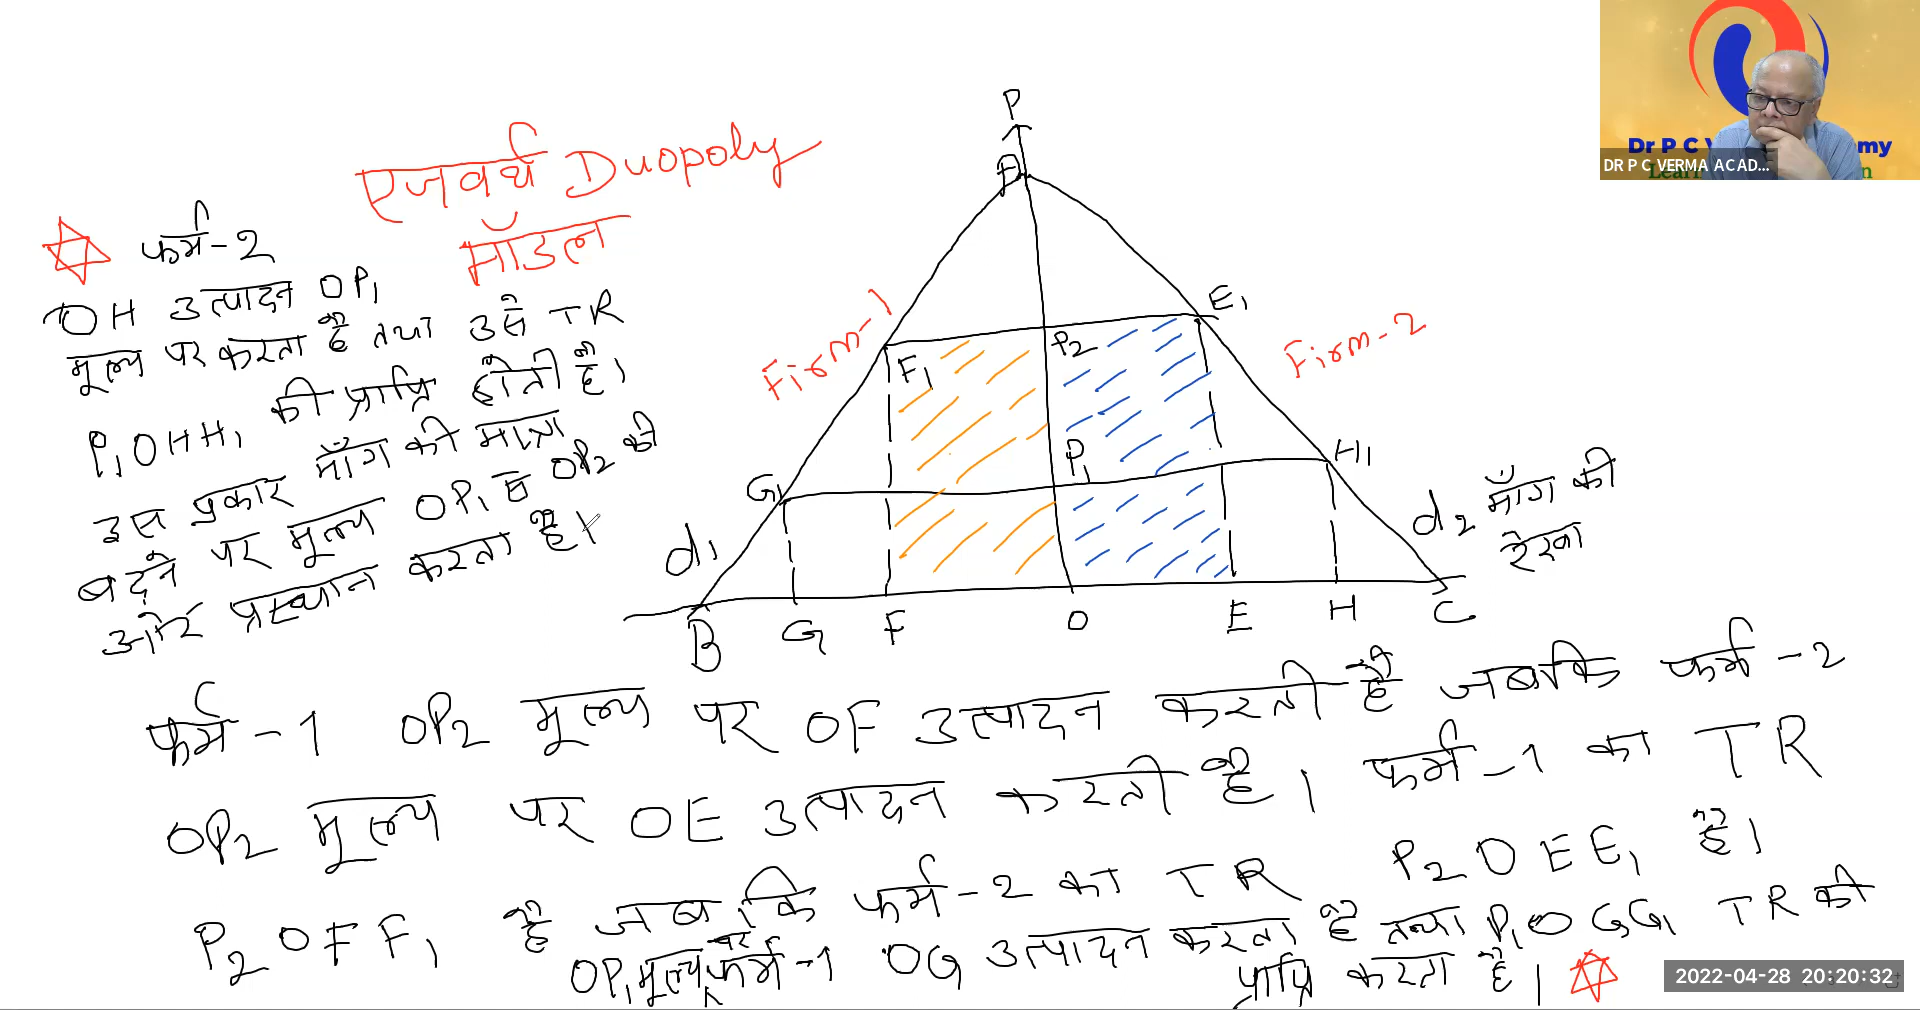 एजवर्थ Duopoly
मॉडल
फर्म-2
OH उत्पादन OP1
मूल्य पर करता है तथा उसे TR
P1OHH1 की प्राप्ति होती है।
इस प्रकार माँग की मात्रा
बढ़ने पर मूल्य OP1 व OP2 की
ओर प्रस्थान करता है।
P
A
Firm-1
Firm-2
F1
P2
E1
G1
P1
H1
d1
d2 माँग की
रेखा
B G F O E H C
फर्म-1 OP2 मूल्य पर OF उत्पादन करती है जबकि फर्म-2
OP2 मूल्य पर OE उत्पादन करती है। फर्म-1 का TR
P2OFF1 है जबकि फर्म-2 का TR P2OEE1 है।
OP1 मूल्य पर फर्म-1 OG उत्पादन करता है तथा P1OGG1 TR की
प्राप्ति करता है।
Dr P C V
my
DR P C VERMA ACAD...
Lear
n
2022-04-28 20:20:32